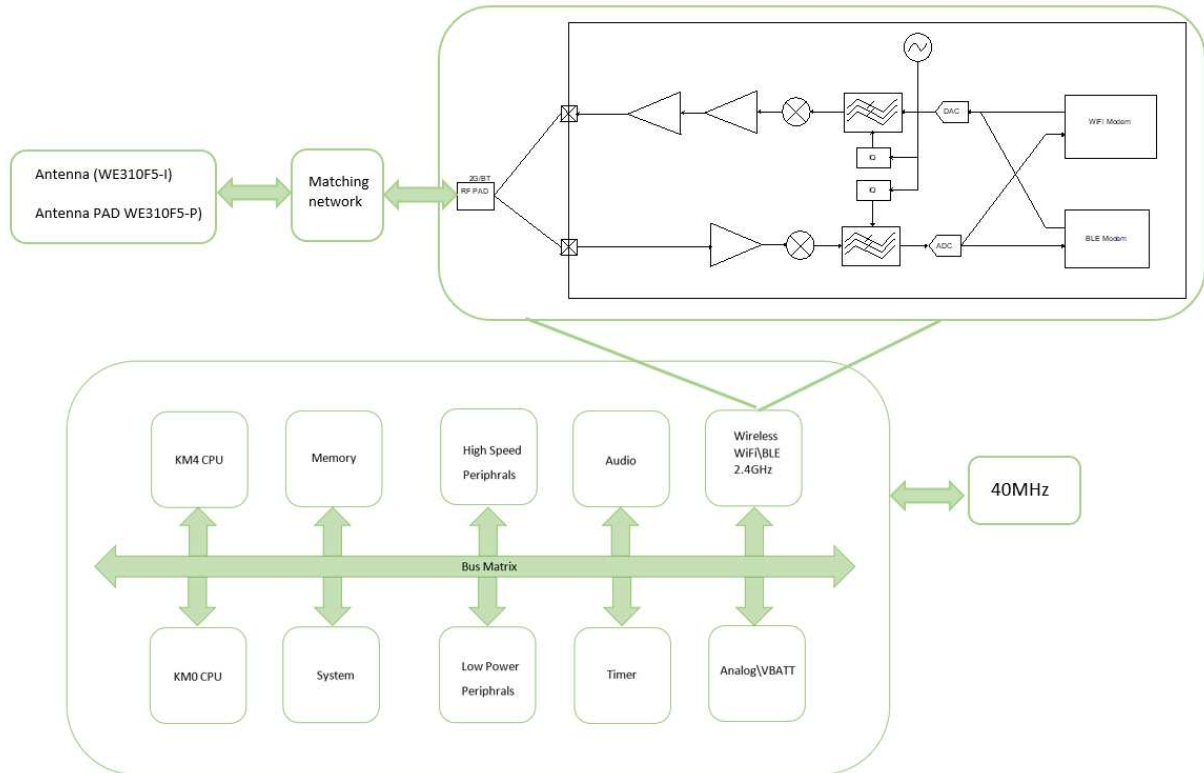 DAC
WiFi Modem
Antenna (WE310F5-I)
Antenna PAD WE310F5-P)
Matching
network
2G/BT
RF PAD
IQ
IQ
ADC
BLE Modem
KM4 CPU
Memory
High Speed
Periphrals
Audio
Wireless
WiFi\BLE
2.4GHz
40MHz
Bus Matrix
KM0 CPU
System
Low Power
Periphrals
Timer
Analog\VBATT